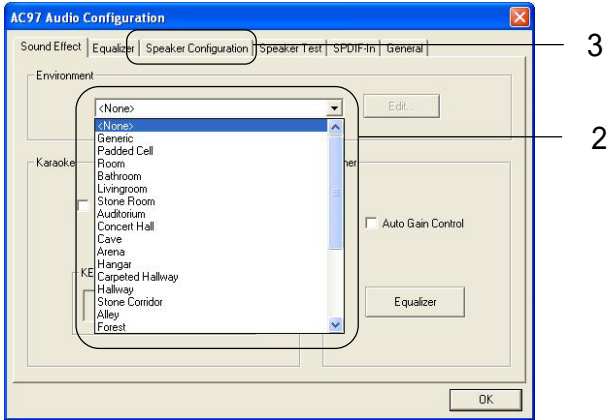 AC97 Audio Configuration
Sound Effect Equalizer Speaker Configuration Speaker Test SPDIF-In General
3
Environment
<None>
Edit...
2
<None>
Generic
Padded Cell
Room
Bathroom
Livingroom
Stone Room
Auditorium
Concert Hall
Cave
Arena
Hangar
Carpeted Hallway
Hallway
Stone Corridor
Alley
Forest
Karaoke
KE
her
Auto Gain Control
Equalizer
OK